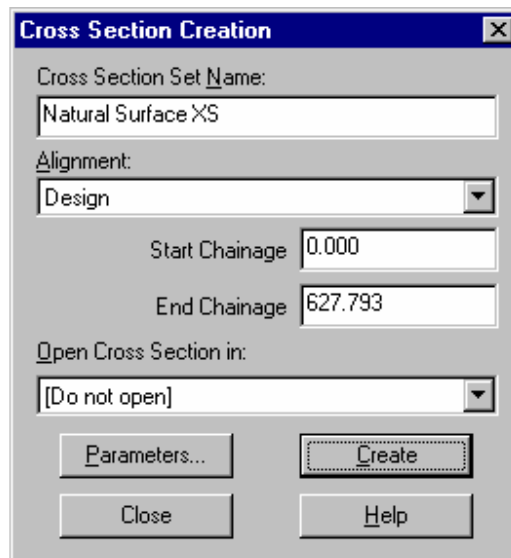 Cross Section Creation
Cross Section Set Name:
Natural Surface XS
Alignment:
Design
Start Chainage 0.000
End Chainage 627.793
Open Cross Section in:
[Do not open]
Parameters... Create
Close Help